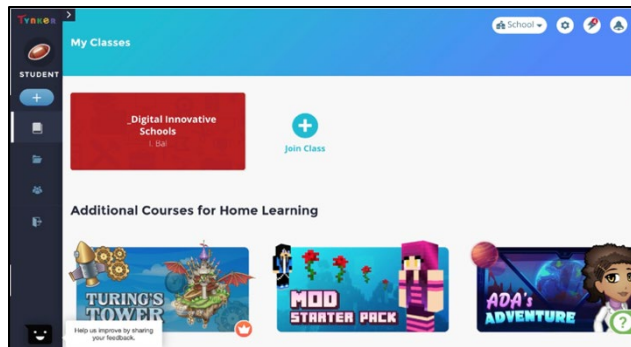 TYNKER
School
My Classes
STUDENT
_Digital Innovative
Schools
I. Bal
Join Class
Additional Courses for Home Learning
TURING'S
TOWER
MOD
STARTER PACK
ADA's
ADVENTURE
Help us improve by sharing
your feedback.